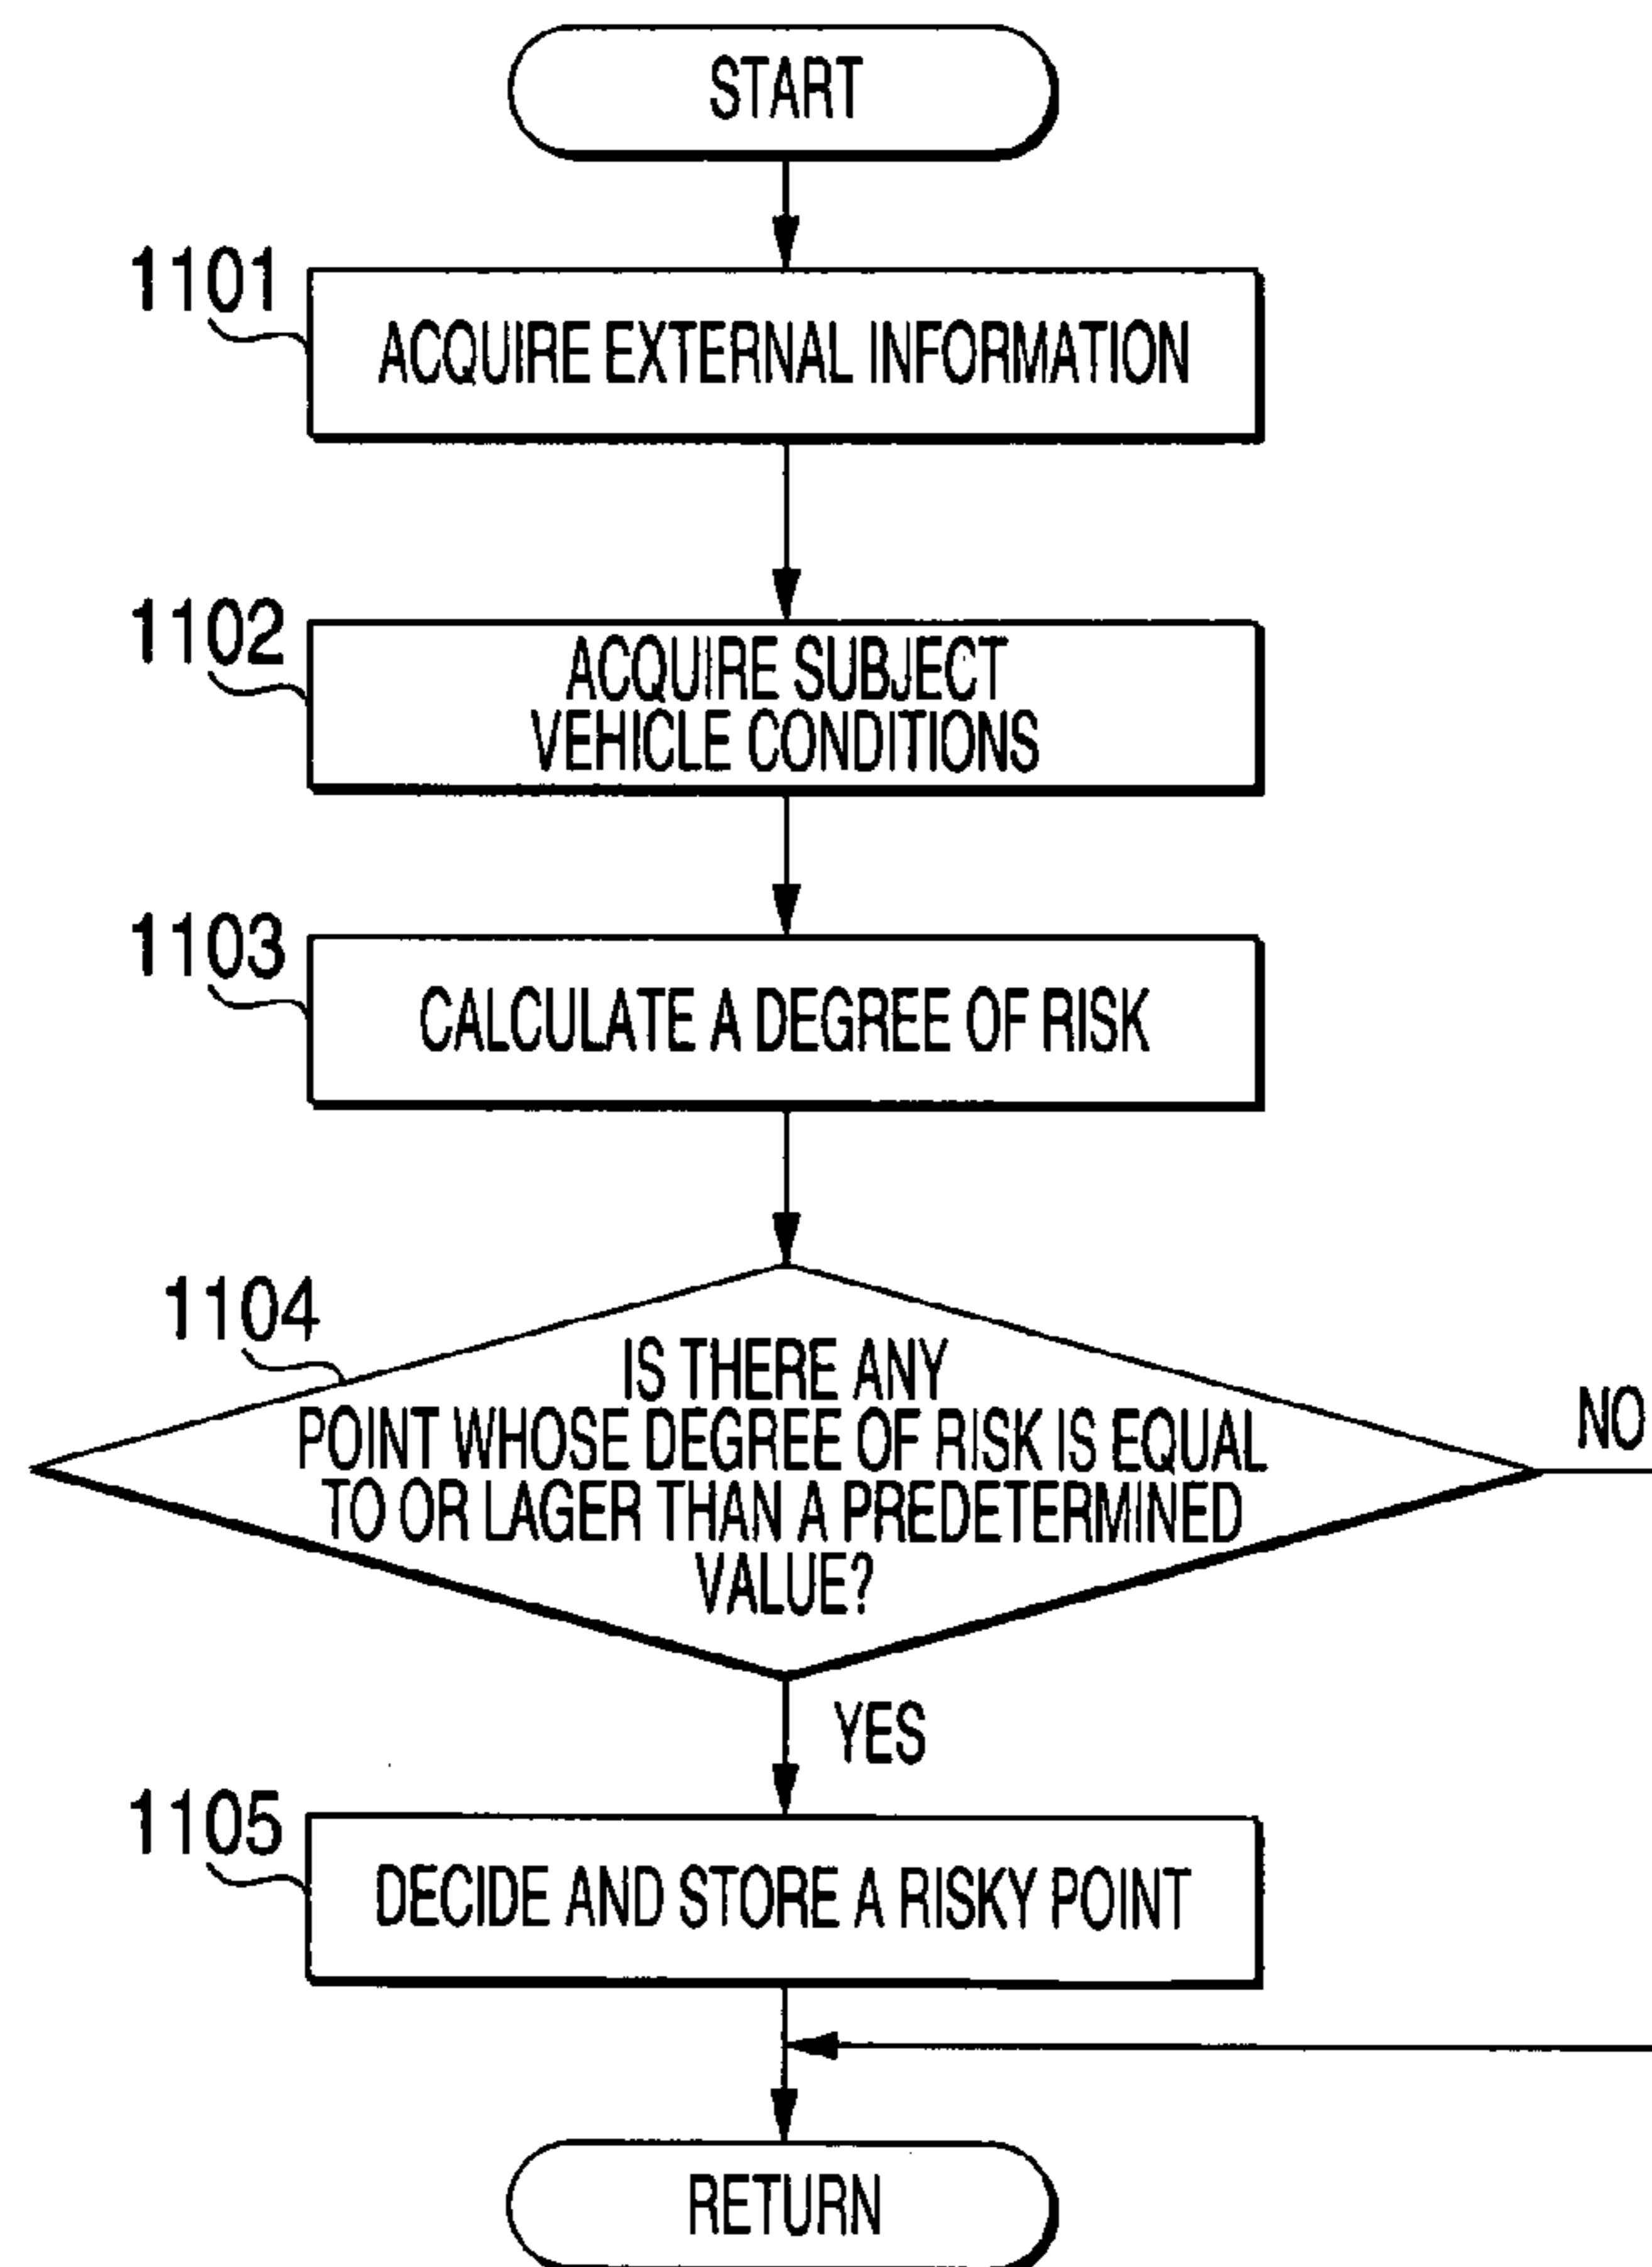 START
1101
ACQUIRE EXTERNAL INFORMATION
1102
ACQUIRE SUBJECT
VEHICLE CONDITIONS
1103
CALCULATE A DEGREE OF RISK
1104
IS THERE ANY
POINT WHOSE DEGREE OF RISK IS EQUAL
TO OR LAGER THAN A PREDETERMINED
VALUE?
NO
YES
1105
DECIDE AND STORE A RISKY POINT
RETURN